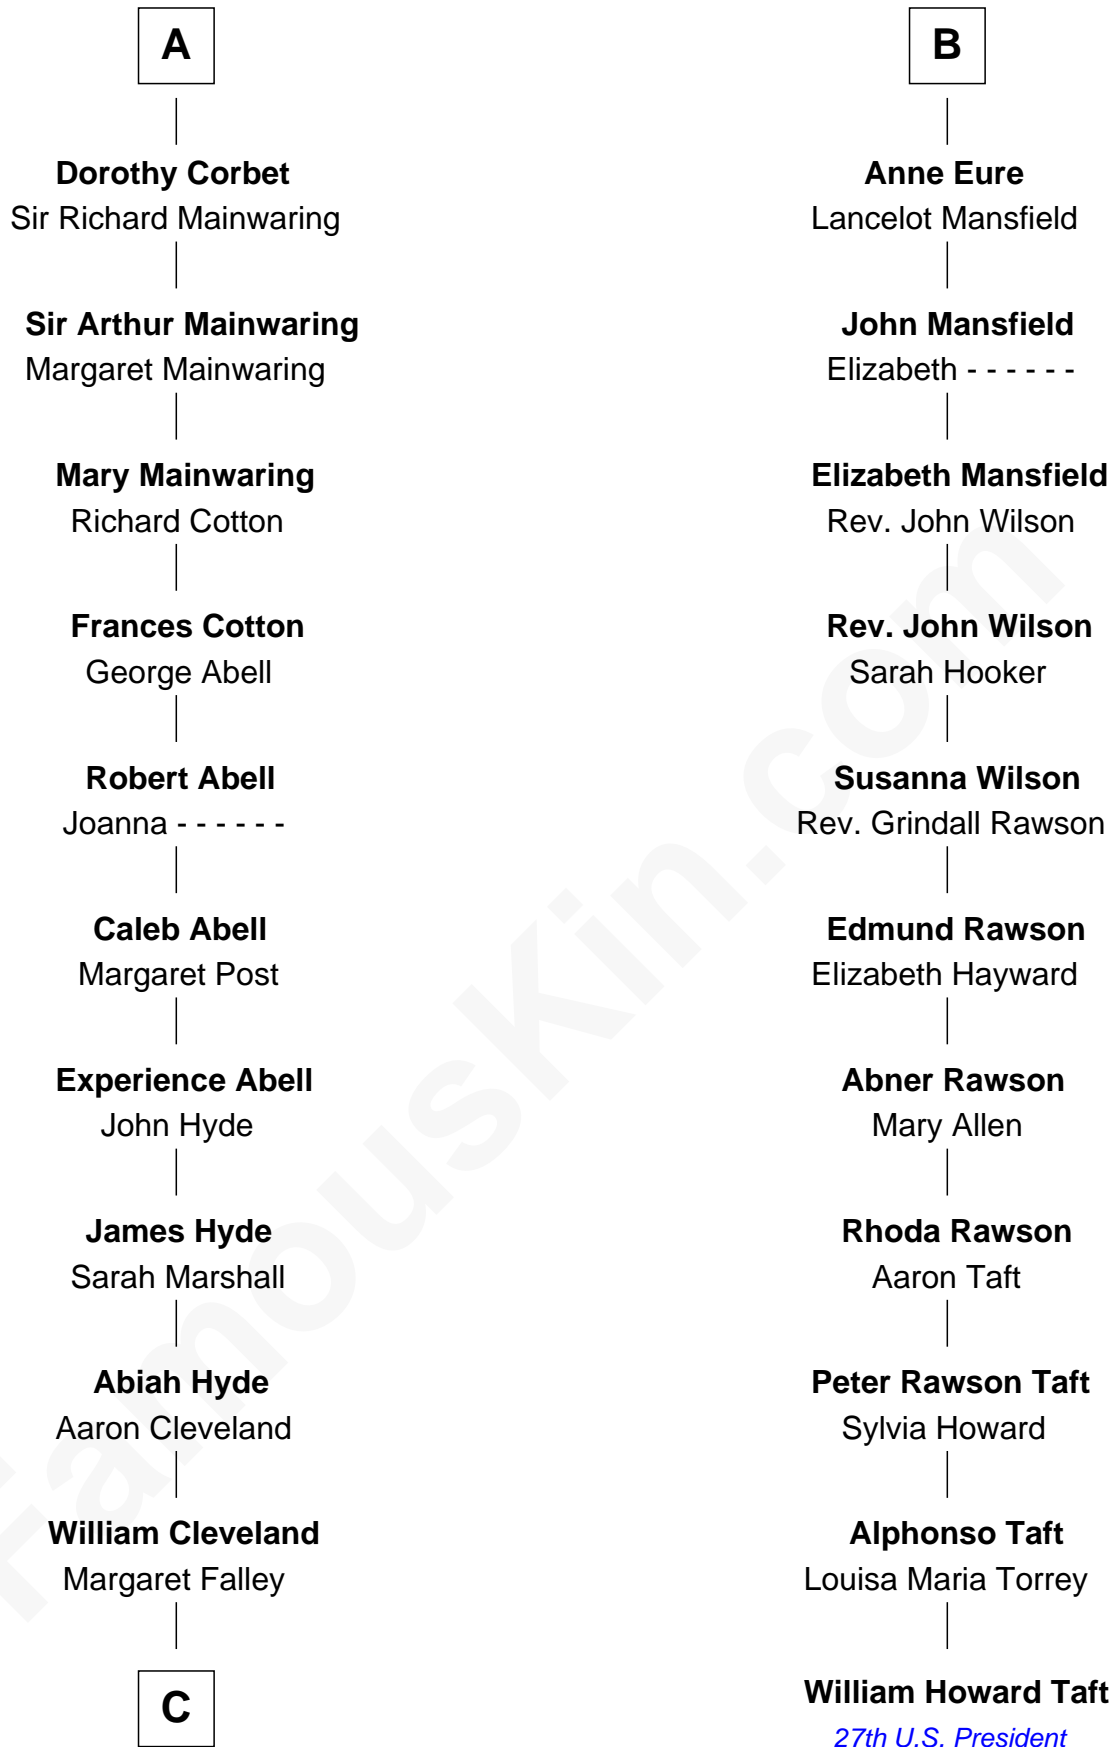 A
Dorothy Corbet
Sir Richard Mainwaring
Sir Arthur Mainwaring
Margaret Mainwaring
Mary Mainwaring
Richard Cotton
Frances Cotton
George Abell
Robert Abell
Joanna - - - - - -
Caleb Abell
Margaret Post
Experience Abell
John Hyde
James Hyde
Sarah Marshall
Abiah Hyde
Aaron Cleveland
William Cleveland
Margaret Falley
C
B
Anne Eure
Lancelot Mansfield
John Mansfield
Elizabeth - - - - - -
Elizabeth Mansfield
Rev. John Wilson
Rev. John Wilson
Sarah Hooker
Susanna Wilson
Rev. Grindall Rawson
Edmund Rawson
Elizabeth Hayward
Abner Rawson
Mary Allen
Rhoda Rawson
Aaron Taft
Peter Rawson Taft
Sylvia Howard
Alphonso Taft
Louisa Maria Torrey
William Howard Taft
27th U.S. President
FamousKin.com